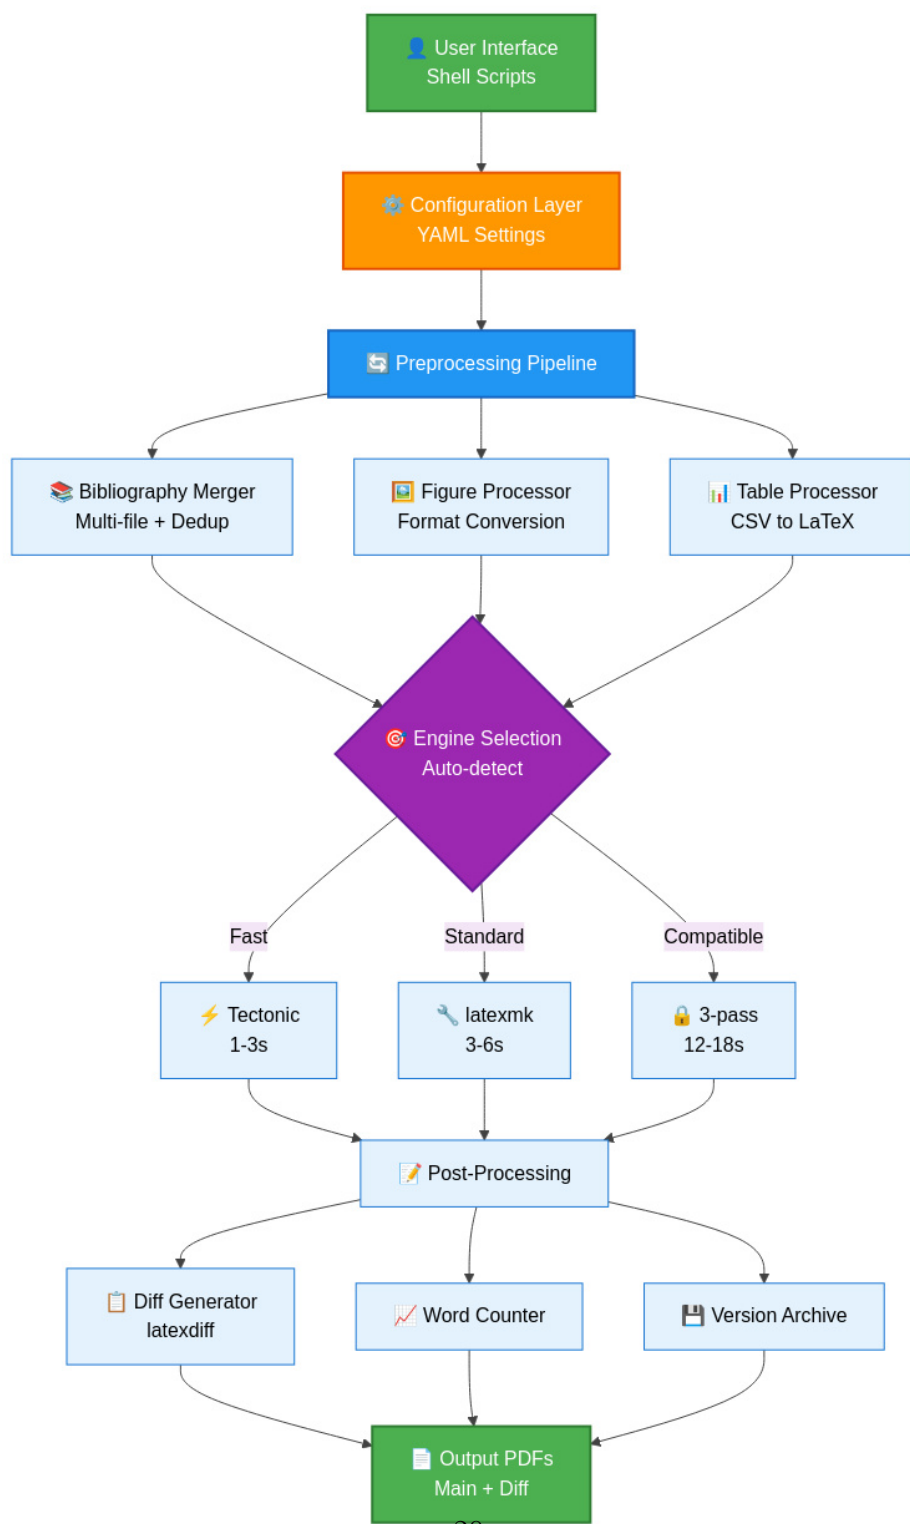 User Interface
Shell Scripts
Configuration Layer
YAML Settings
Preprocessing Pipeline
Bibliography Merger
Multi-file + Dedup
Figure Processor
Format Conversion
Table Processor
CSV to LaTeX
Engine Selection
Auto-detect
Fast
Standard
Compatible
Tectonic
1-3s
latexmk
3-6s
3-pass
12-18s
Post-Processing
Diff Generator
latexdiff
Word Counter
Version Archive
Output PDFs
Main + Diff